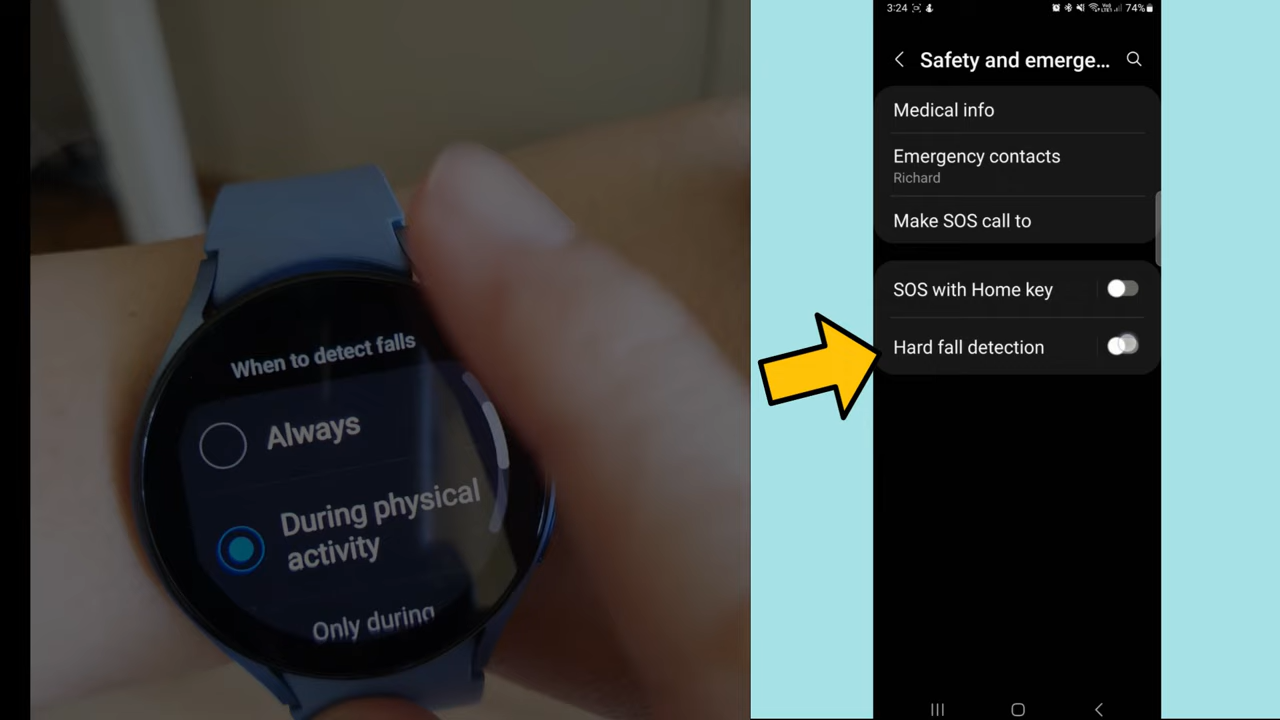 When to detect falls
Always
During physical
activity
Only during
3:24
74%
Safety and emerge...
Medical info
Emergency contacts
Richard
Make SOS call to
SOS with Home key
Hard fall detection